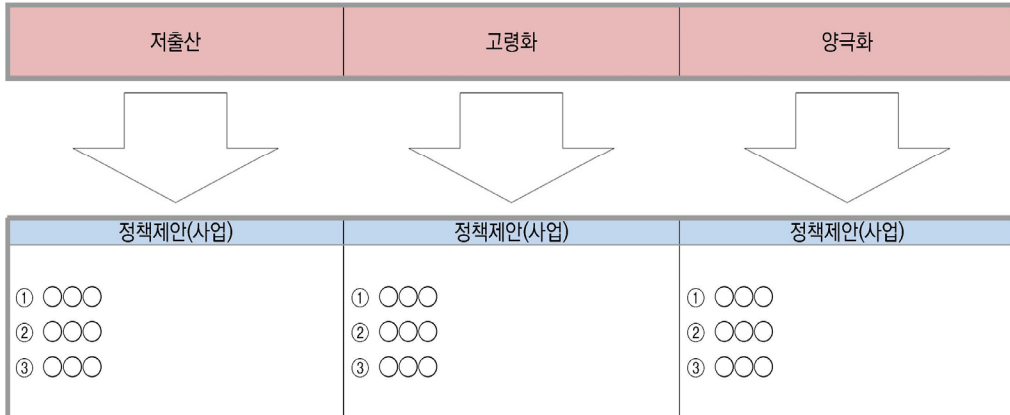 저출산 고령화 양극화
정책제안(사업) 정책제안(사업) 정책제안(사업)
① ○○○ ① ○○○ ① ○○○
② ○○○ ② ○○○ ② ○○○
③ ○○○ ③ ○○○ ③ ○○○